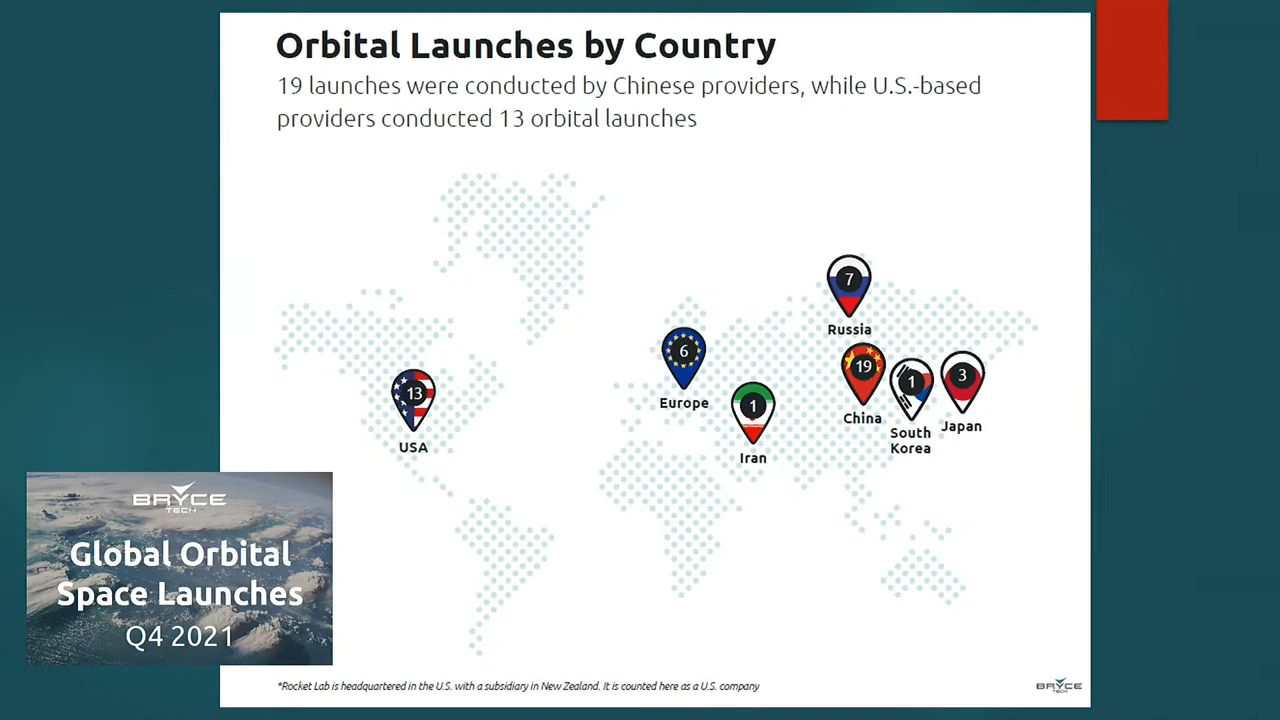 Orbital Launches by Country
19 launches were conducted by Chinese providers, while U.S.-based
providers conducted 13 orbital launches
7
Russia
6
Europe
19
China
1
South
Korea
3
Japan
13
USA
1
Iran
BRYCE
TECH
Global Orbital
Space Launches
Q4 2021
*Rocket Lab is headquartered in the U.S. with a subsidiary in New Zealand. It is counted here as a U.S. company
BRYCE
TECH